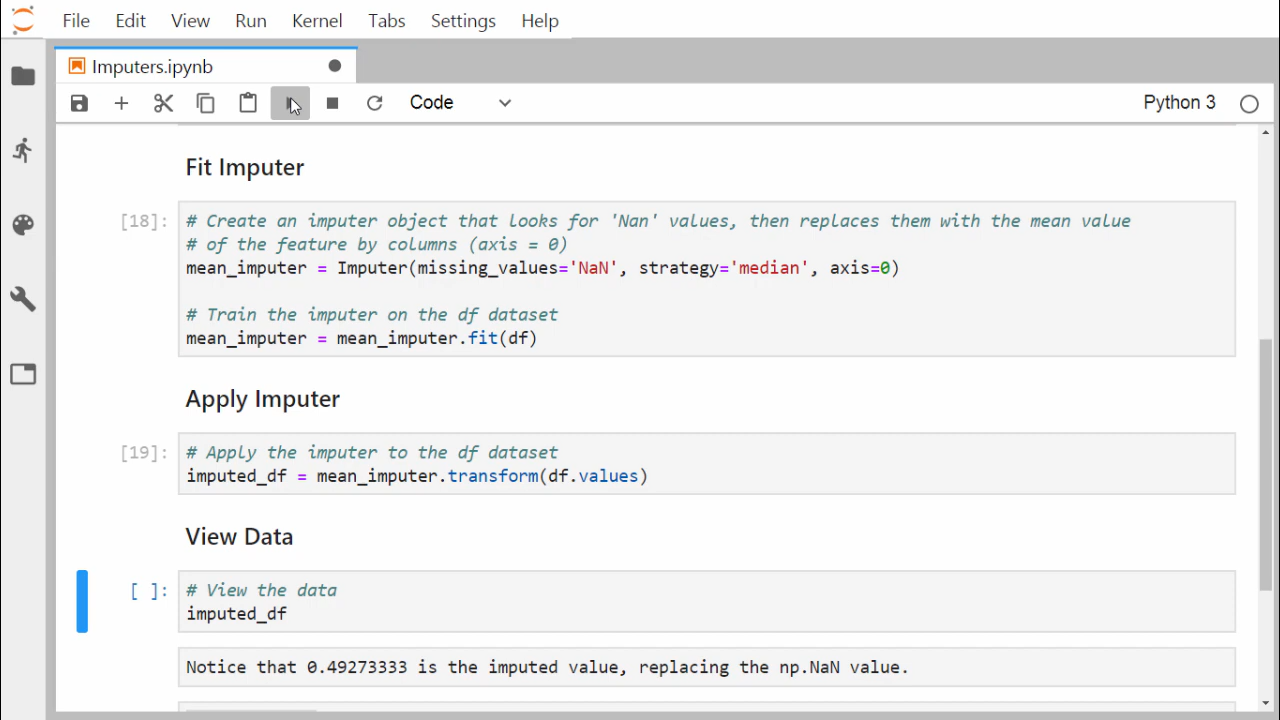 File Edit View Run Kernel Tabs Settings Help
Imputers.ipynb
Code Python 3
Fit Imputer
[18]: # Create an imputer object that looks for 'Nan' values, then replaces them with the mean value
# of the feature by columns (axis = 0)
mean_imputer = Imputer(missing_values='NaN', strategy='median', axis=0)
# Train the imputer on the df dataset
mean_imputer = mean_imputer.fit(df)
Apply Imputer
[19]: # Apply the imputer to the df dataset
imputed_df = mean_imputer.transform(df.values)
View Data
[ ]: # View the data
imputed_df
Notice that 0.49273333 is the imputed value, replacing the np.NaN value.